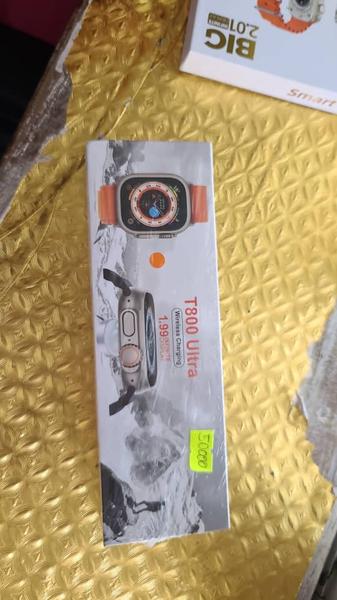 BIG
2.01
Smart
T800 Ultra
Wireless Charging
1.99
50000